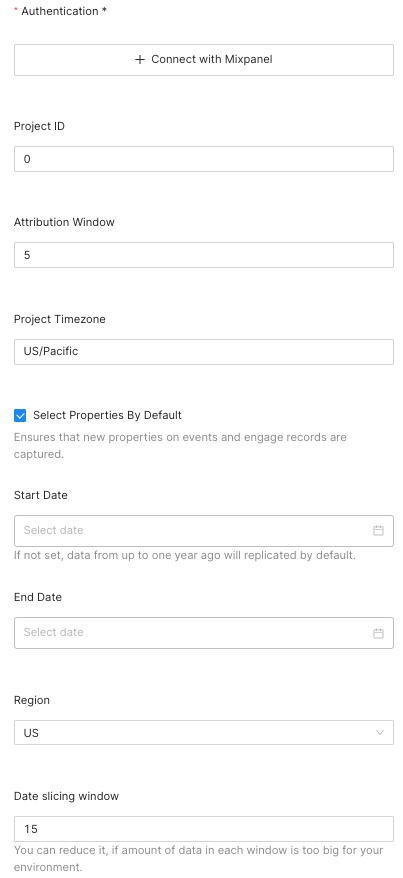 * Authentication *
+ Connect with Mixpanel
Project ID
0
Attribution Window
5
Project Timezone
US/Pacific
Select Properties By Default
Ensures that new properties on events and engage records are
captured.
Start Date
Select date
If not set, data from up to one year ago will replicated by default.
End Date
Select date
Region
US
Date slicing window
15
You can reduce it, if amount of data in each window is too big for your
environment.